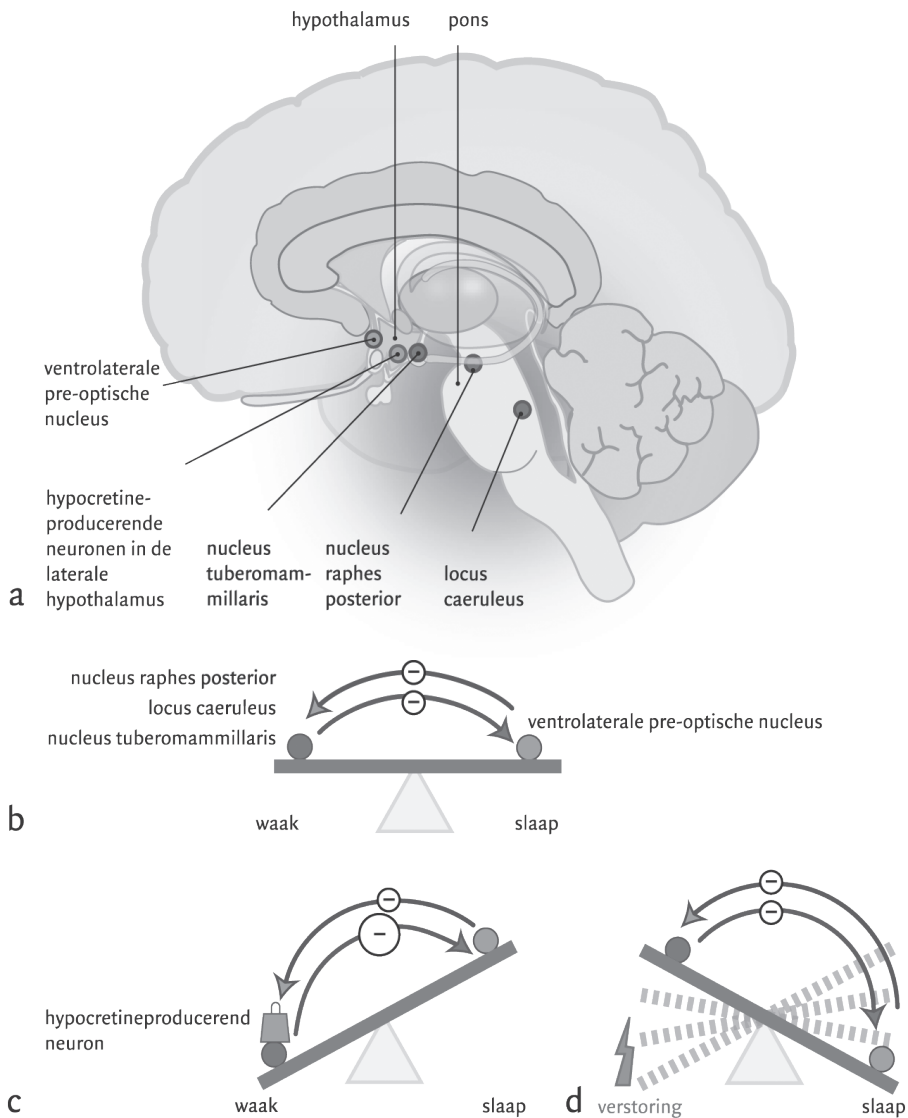 hypothalamus
pons
ventrolaterale
pre-optische
nucleus
hypocretine-
producerende
neuronen in de
laterale
hypothalamus
nucleus
tuberomam-
millaris
nucleus
raphes
posterior
locus
caeruleus
a
nucleus raphes posterior
locus caeruleus
nucleus tuberomammillaris
ventrolaterale pre-optische nucleus
b
waak
slaap
hypocretineproducerend
neuron
c
waak
slaap
d
verstoring
slaap